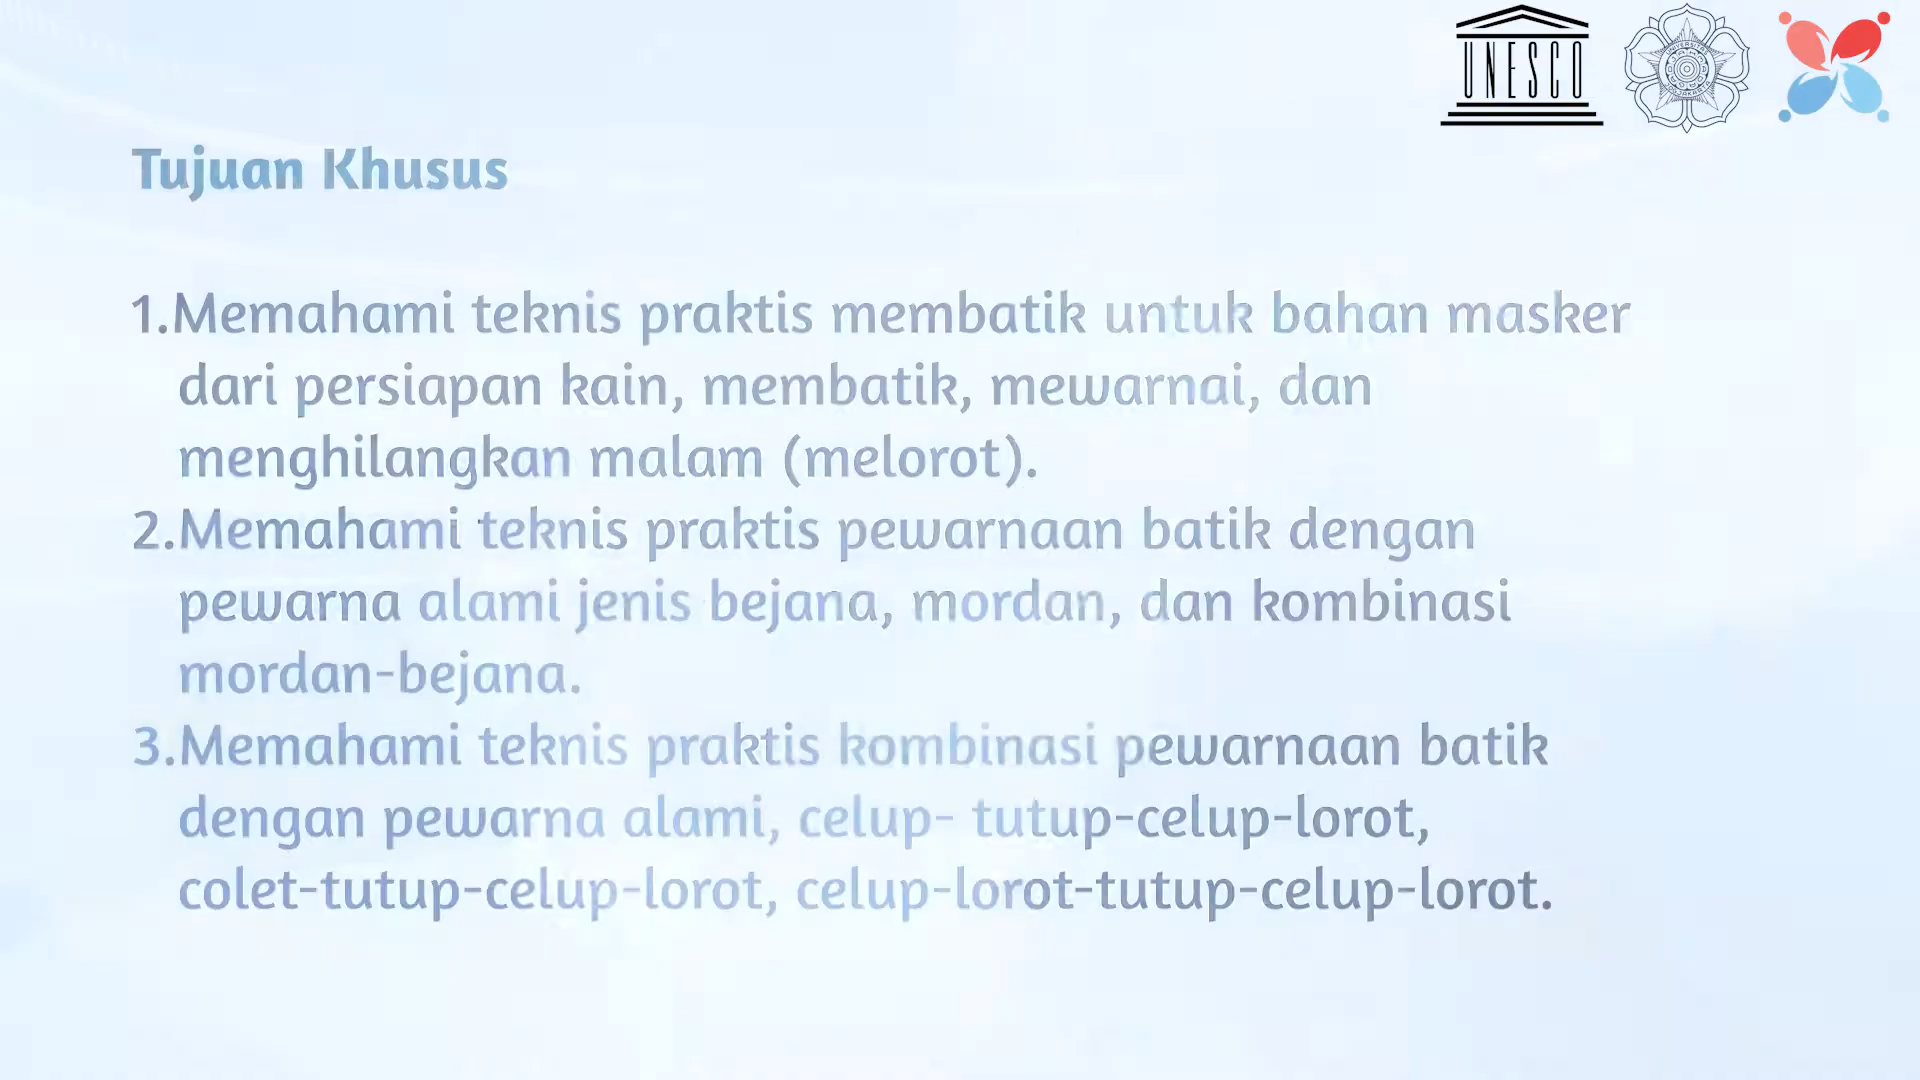 UNESCO
Tujuan Khusus
1.Memahami teknis praktis membatik untuk bahan masker
dari persiapan kain, membatik, mewarnai, dan
menghilangkan malam (melorot).
2.Memahami teknis praktis pewarnaan batik dengan
pewarna alami jenis bejana, mordan, dan kombinasi
mordan-bejana.
3.Memahami teknis praktis kombinasi pewarnaan batik
dengan pewarna alami, celup- tutup-celup-lorot,
colet-tutup-celup-lorot, celup-lorot-tutup-celup-lorot.